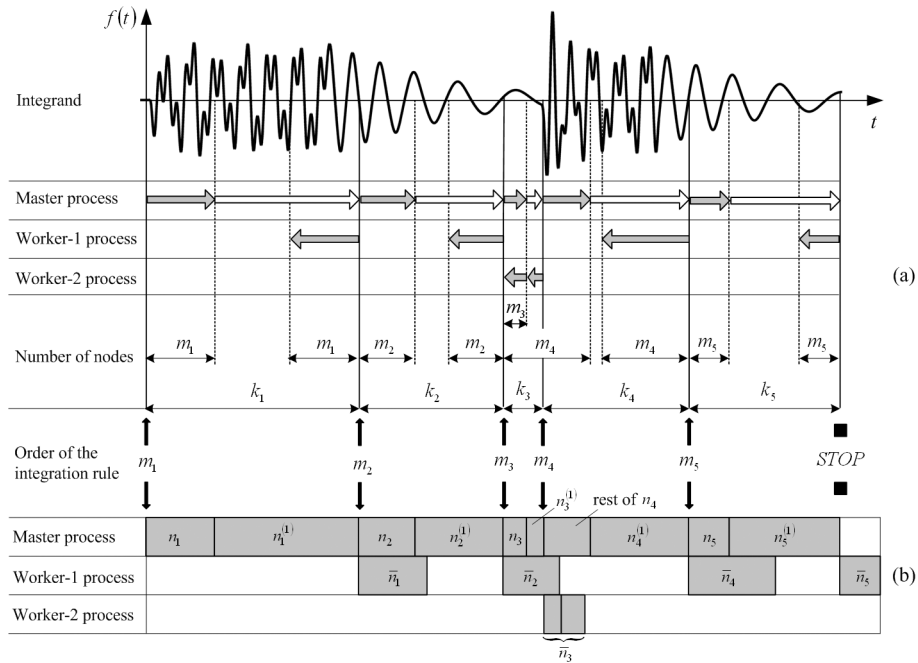 f(t)
Integrand
t
Master process
Worker-1 process
Worker-2 process
(a)
m₃
Number of nodes
m₁ m₁ m₂ m₂ m₄ m₄ m₅ m₅
k₁ k₂ k₃ k₄ k₅
Order of the
integration rule
m₁ m₂ m₃ m₄ m₅ STOP
n₃⁽¹⁾ rest of n₄
Master process n₁ n₁⁽¹⁾ n₂ n₂⁽¹⁾ n₃ n₄⁽¹⁾ n₅ n₅⁽¹⁾
Worker-1 process n̅₁ n̅₂ n̅₄ n̅₅
(b)
Worker-2 process
n̅₃